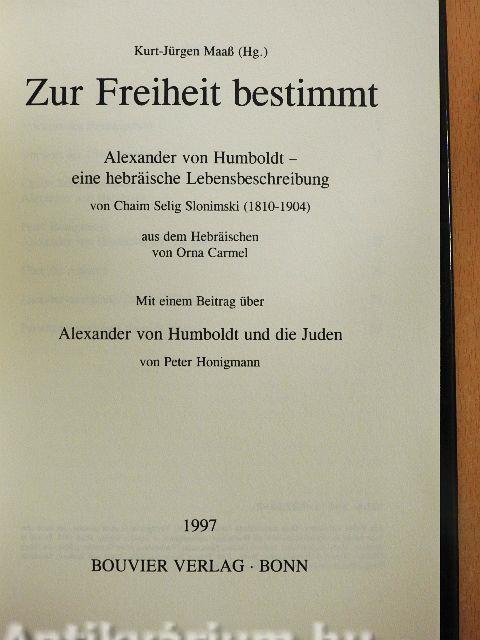 Kurt-Jürgen Maaß (Hg.)
Zur Freiheit bestimmt
Alexander von Humboldt –
eine hebräische Lebensbeschreibung
von Chaim Selig Slonimski (1810-1904)
aus dem Hebräischen
von Orna Carmel
Mit einem Beitrag über
Alexander von Humboldt und die Juden
von Peter Honigmann
1997
BOUVIER VERLAG · BONN
Antikvárium.hu